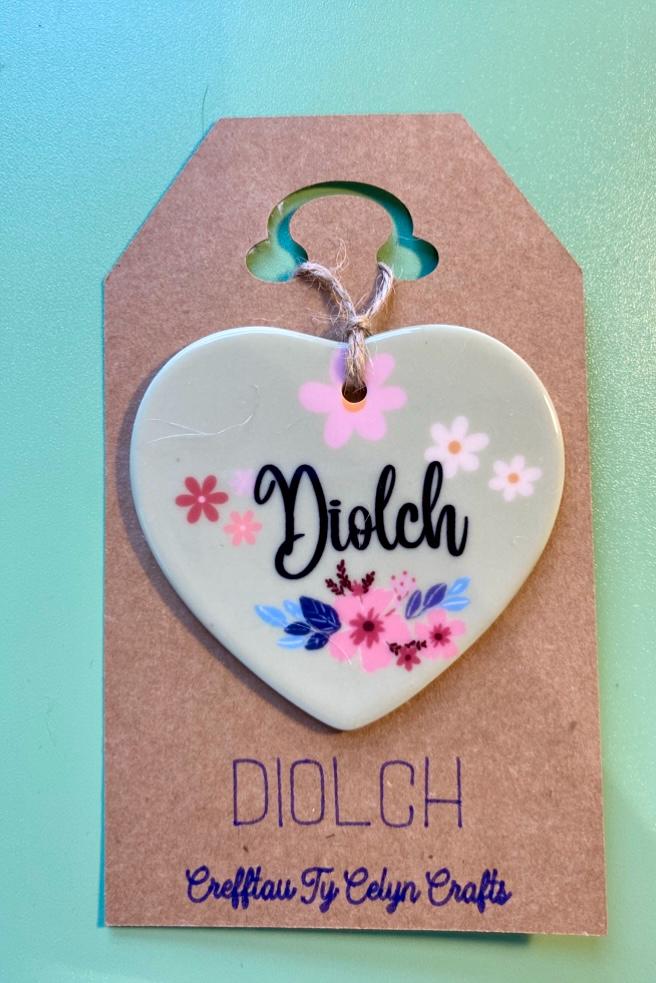 Diolch
DIOLCH
Crefftau Ty Celyn Crafts